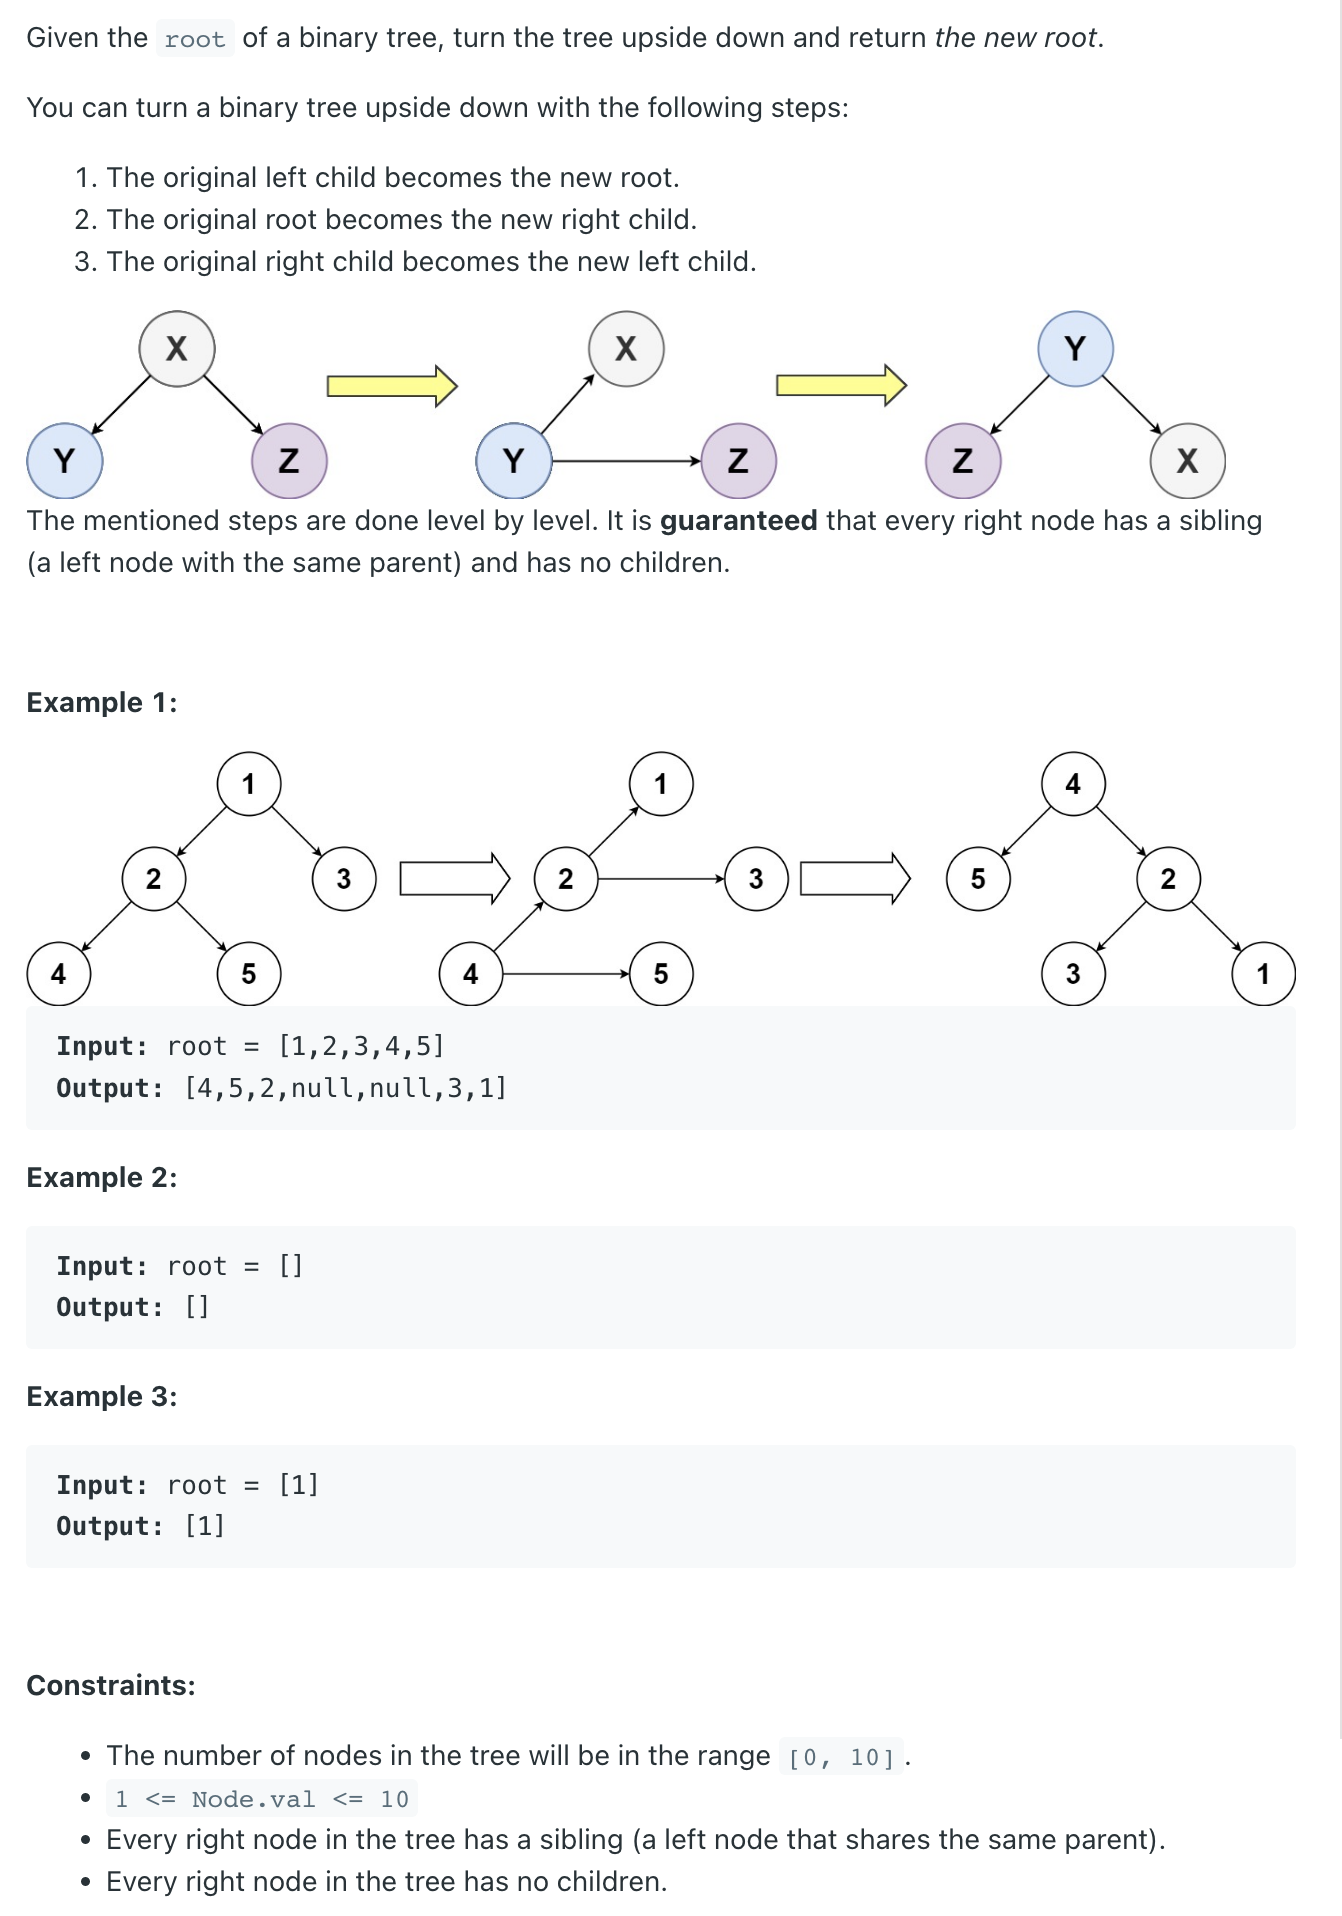 Given the root of a binary tree, turn the tree upside down and return the new root.
You can turn a binary tree upside down with the following steps:
1. The original left child becomes the new root.
2. The original root becomes the new right child.
3. The original right child becomes the new left child.
X X Y
Y Z Y Z Z X
The mentioned steps are done level by level. It is guaranteed that every right node has a sibling
(a left node with the same parent) and has no children.
Example 1:
1 1 4
2 3 2 3 5 2
4 5 4 5 3 1
Input: root = [1,2,3,4,5]
Output: [4,5,2,null,null,3,1]
Example 2:
Input: root = []
Output: []
Example 3:
Input: root = [1]
Output: [1]
Constraints:
• The number of nodes in the tree will be in the range [0, 10].
• 1 <= Node.val <= 10
• Every right node in the tree has a sibling (a left node that shares the same parent).
• Every right node in the tree has no children.